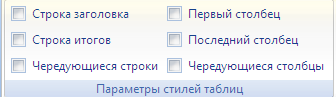 Строка заголовка
Первый столбец
Строка итогов
Последний столбец
Чередующиеся строки
Чередующиеся столбцы
Параметры стилей таблиц